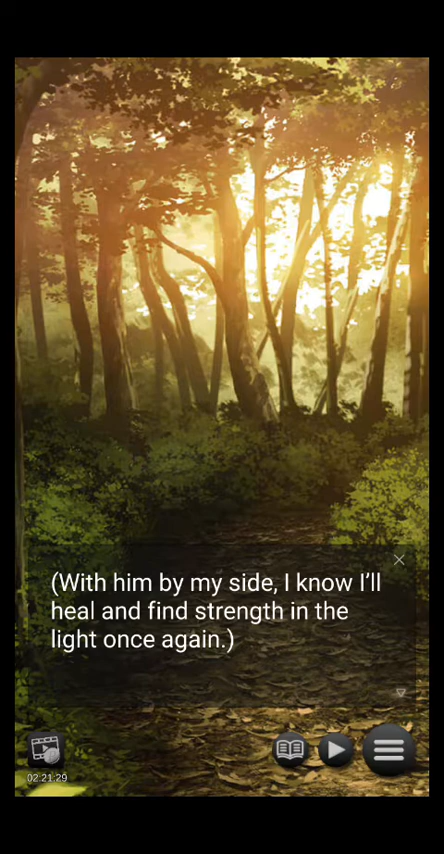 (With him by my side, I know I’ll
heal and find strength in the
light once again.)
02:21:29